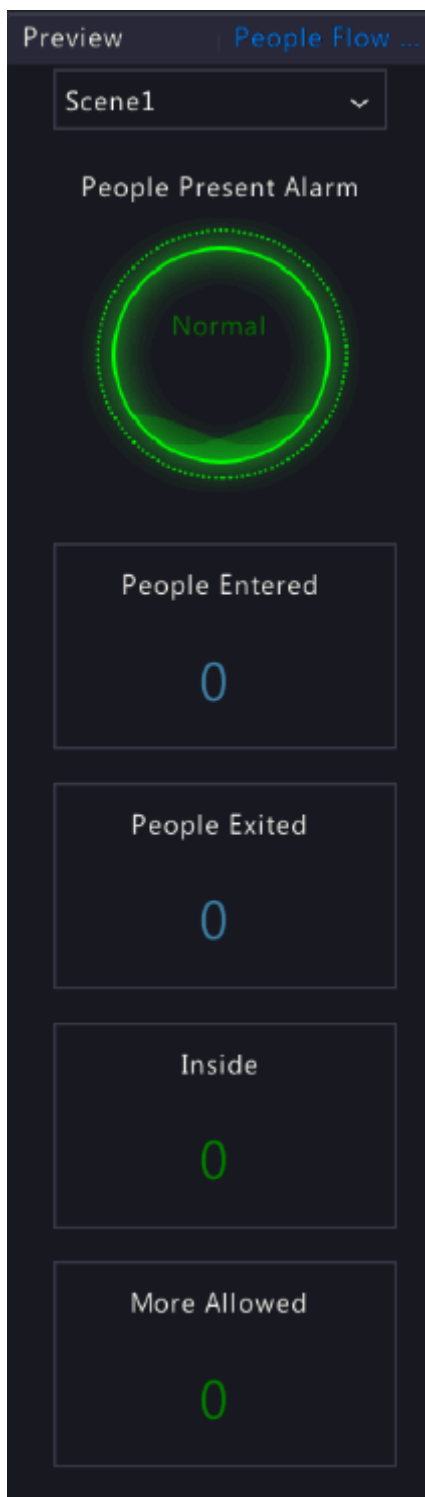 Preview People Flow ...
Scene1
People Present Alarm
Normal
People Entered
0
People Exited
0
Inside
0
More Allowed
0